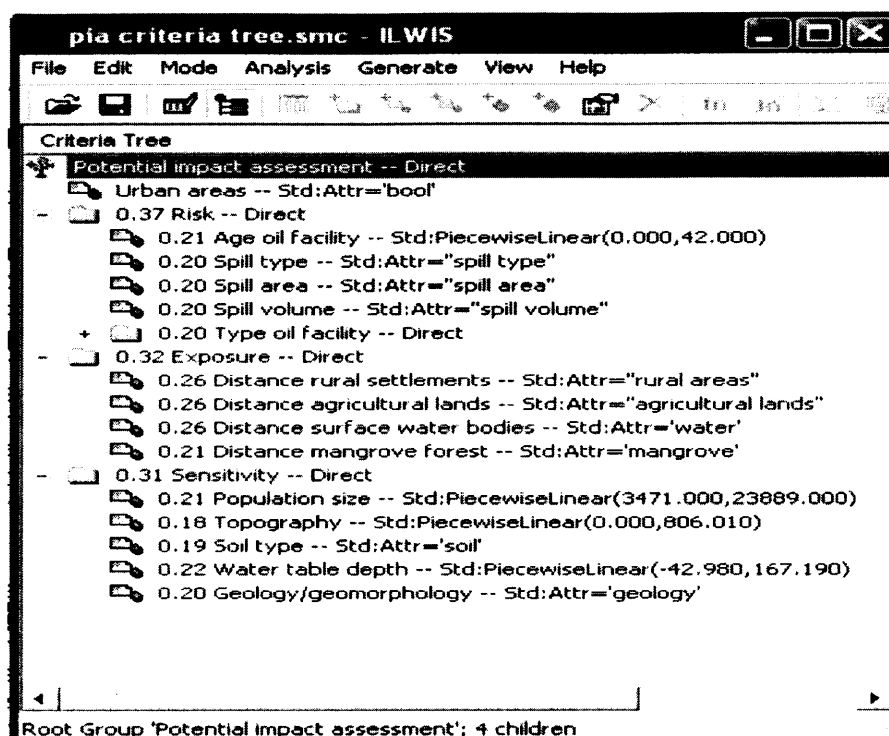 pia criteria tree.smc - ILWIS
File Edit Mode Analysis Generate View Help
Criteria Tree
Potential impact assessment -- Direct
Urban areas -- Std:Attr='bool'
0.37 Risk -- Direct
0.21 Age oil facility -- Std:PiecewiseLinear(0.000,42.000)
0.20 Spill type -- Std:Attr="spill type"
0.20 Spill area -- Std:Attr="spill area"
0.20 Spill volume -- Std:Attr="spill volume"
0.20 Type oil facility -- Direct
0.32 Exposure -- Direct
0.26 Distance rural settlements -- Std:Attr="rural areas"
0.26 Distance agricultural lands -- Std:Attr="agricultural lands"
0.26 Distance surface water bodies -- Std:Attr='water'
0.21 Distance mangrove forest -- Std:Attr='mangrove'
0.31 Sensitivity -- Direct
0.21 Population size -- Std:PiecewiseLinear(3471.000,23889.000)
0.18 Topography -- Std:PiecewiseLinear(0.000,806.010)
0.19 Soil type -- Std:Attr='soil'
0.22 Water table depth -- Std:PiecewiseLinear(-42.980,167.190)
0.20 Geology/geomorphology -- Std:Attr='geology'
Root Group 'Potential impact assessment'; 4 children